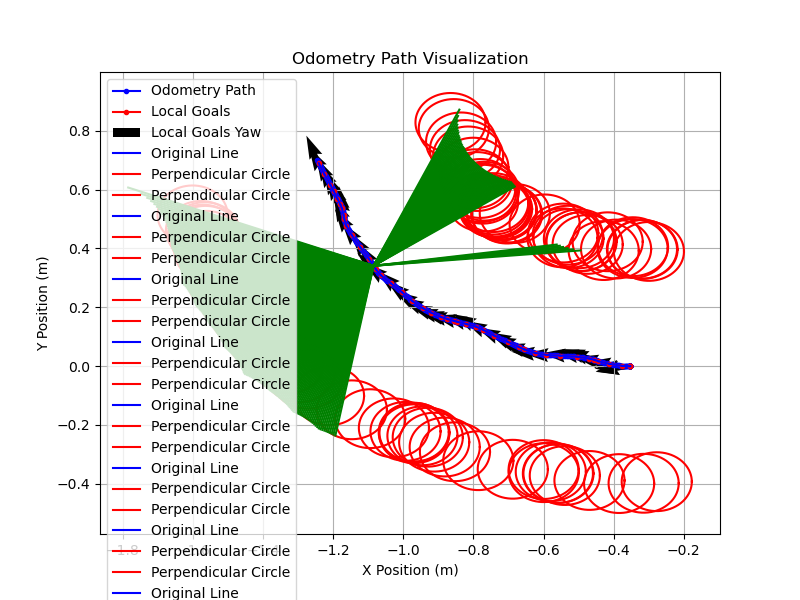 Odometry Path Visualization
Odometry Path
Local Goals
Local Goals Yaw
Original Line
Perpendicular Circle
Perpendicular Circle
Original Line
Perpendicular Circle
Perpendicular Circle
Original Line
Perpendicular Circle
Perpendicular Circle
Original Line
Perpendicular Circle
Perpendicular Circle
Original Line
Perpendicular Circle
Perpendicular Circle
Original Line
Perpendicular Circle
Perpendicular Circle
Original Line
Perpendicular Circle
Perpendicular Circle
Original Line
Y Position (m)
0.8
0.6
0.4
0.2
0.0
−0.2
−0.4
−1.8 −1.2 −1.0 −0.8 −0.6 −0.4 −0.2
X Position (m)